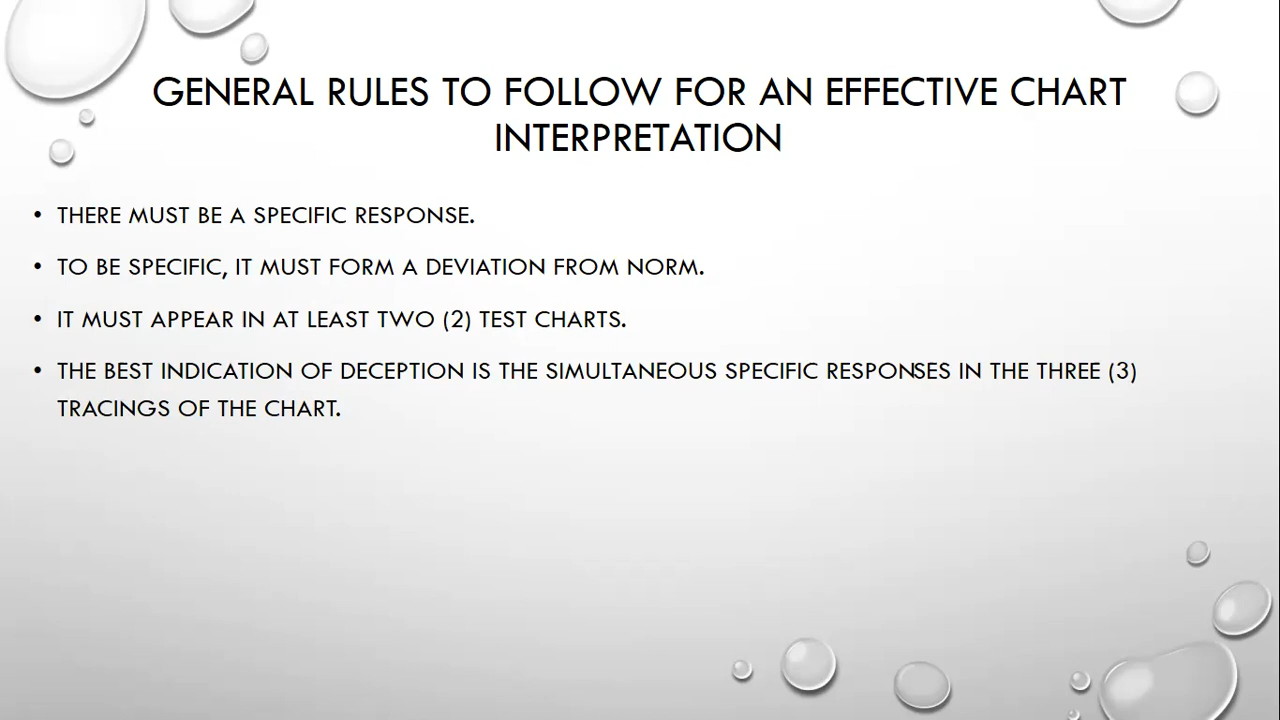 GENERAL RULES TO FOLLOW FOR AN EFFECTIVE CHART
INTERPRETATION
• THERE MUST BE A SPECIFIC RESPONSE.
• TO BE SPECIFIC, IT MUST FORM A DEVIATION FROM NORM.
• IT MUST APPEAR IN AT LEAST TWO (2) TEST CHARTS.
• THE BEST INDICATION OF DECEPTION IS THE SIMULTANEOUS SPECIFIC RESPONSES IN THE THREE (3)
TRACINGS OF THE CHART.